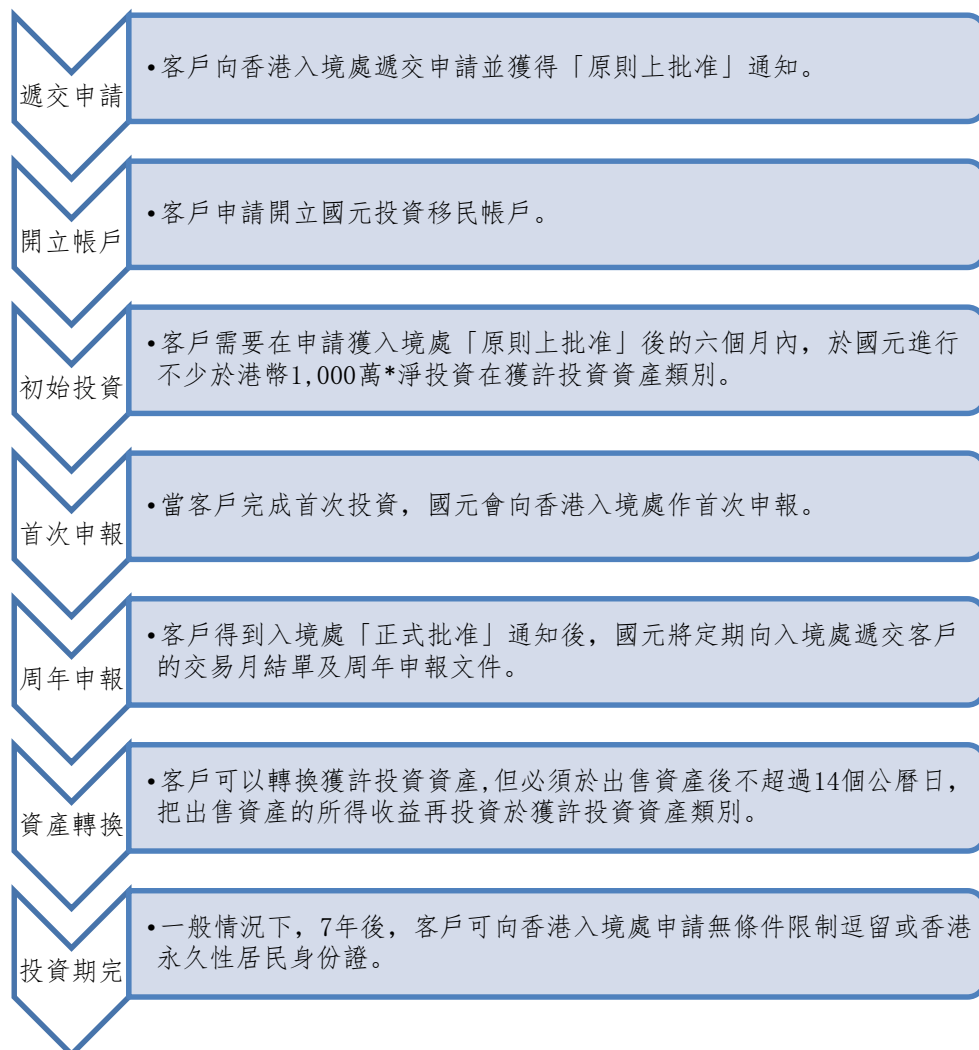 遞交申請
•客戶向香港入境處遞交申請並獲得「原則上批准」通知。
開立帳戶
•客戶申請開立國元投資移民帳戶。
初始投資
•客戶需要在申請獲入境處「原則上批准」後的六個月內，於國元進行
不少於港幣1,000萬*淨投資在獲許投資資產類別。
首次申報
•當客戶完成首次投資，國元會向香港入境處作首次申報。
周年申報
•客戶得到入境處「正式批准」通知後，國元將定期向入境處遞交客戶
的交易月結單及周年申報文件。
資產轉換
•客戶可以轉換獲許投資資產,但必須於出售資產後不超過14個公曆日，
把出售資產的所得收益再投資於獲許投資資產類別。
投資期完
•一般情況下，7年後，客戶可向香港入境處申請無條件限制逗留或香港
永久性居民身份證。